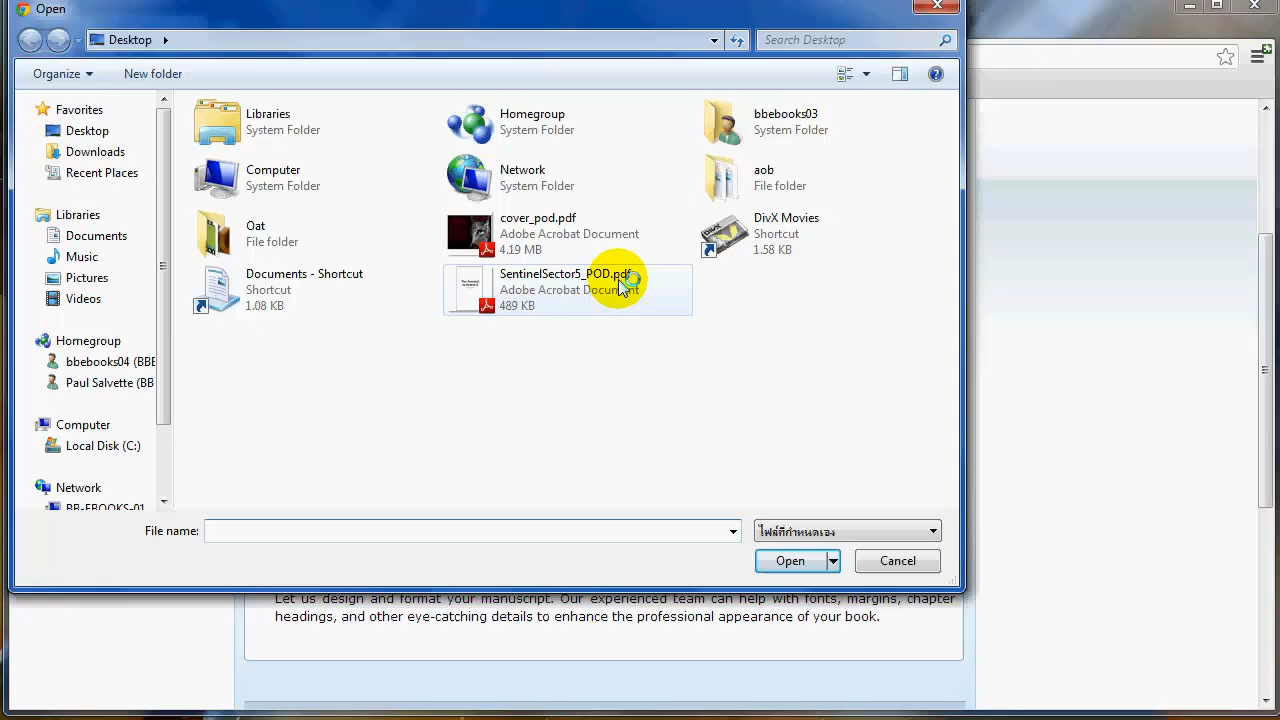 Open
Desktop
Search Desktop
Organize
New folder
Favorites
Desktop
Downloads
Recent Places
Libraries
Documents
Music
Pictures
Videos
Homegroup
bbebooks04 (BBE
Paul Salvette (BB
Computer
Local Disk (C:)
Network
BB-EBOOKS-01
Libraries
System Folder
Homegroup
System Folder
bbebooks03
System Folder
Computer
System Folder
Network
System Folder
aob
File folder
Oat
File folder
cover_pod.pdf
Adobe Acrobat Document
4.19 MB
DivX Movies
Shortcut
1.58 KB
Documents - Shortcut
Shortcut
1.08 KB
SentinelSector5_POD.pdf
Adobe Acrobat Document
489 KB
File name:
ไฟล์ที่กำหนดเอง
Open
Cancel
Let us design and format your manuscript. Our experienced team can help with fonts, margins, chapter
headings, and other eye-catching details to enhance the professional appearance of your book.